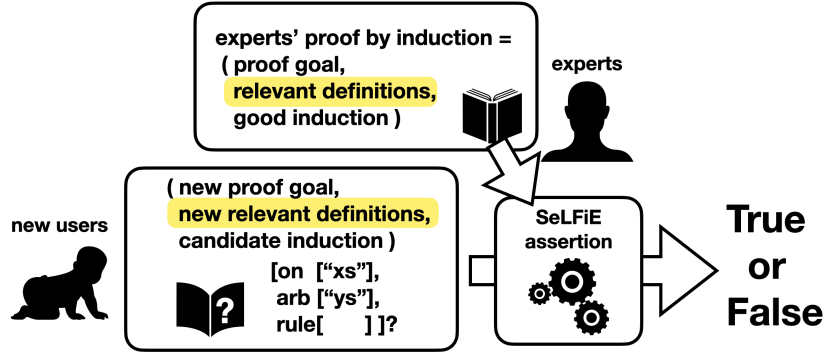 experts’ proof by induction =
( proof goal,
relevant definitions,
good induction )
experts
( new proof goal,
new relevant definitions,
candidate induction )
new users
[on [“xs”],
arb [“ys”],
rule[ ] ]?
?
SeLFiE
assertion
True
or
False